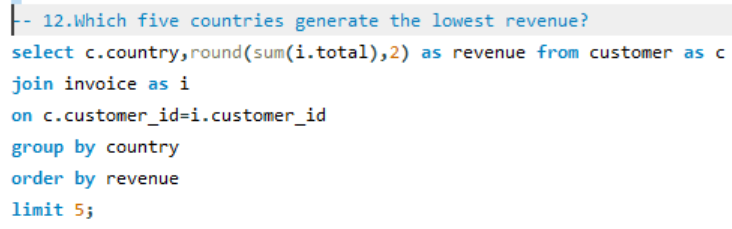 -- 12.Which five countries generate the lowest revenue?
select c.country,round(sum(i.total),2) as revenue from customer as c
join invoice as i
on c.customer_id=i.customer_id
group by country
order by revenue
limit 5;